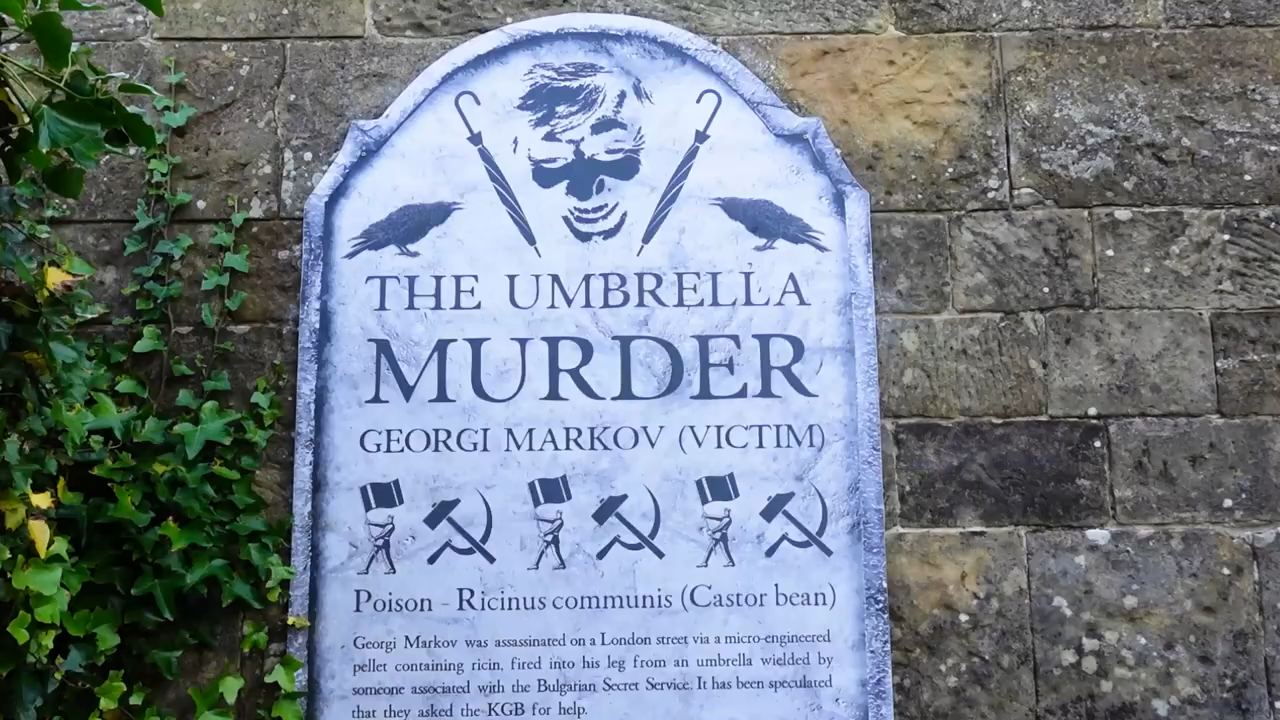 THE UMBRELLA
MURDER
GEORGI MARKOV (VICTIM)
Poison - Ricinus communis (Castor bean)
Georgi Markov was assassinated on a London street via a micro-engineered
pellet containing ricin, fired into his leg from an umbrella wielded by
someone associated with the Bulgarian Secret Service. It has been speculated
that they asked the KGB for help.